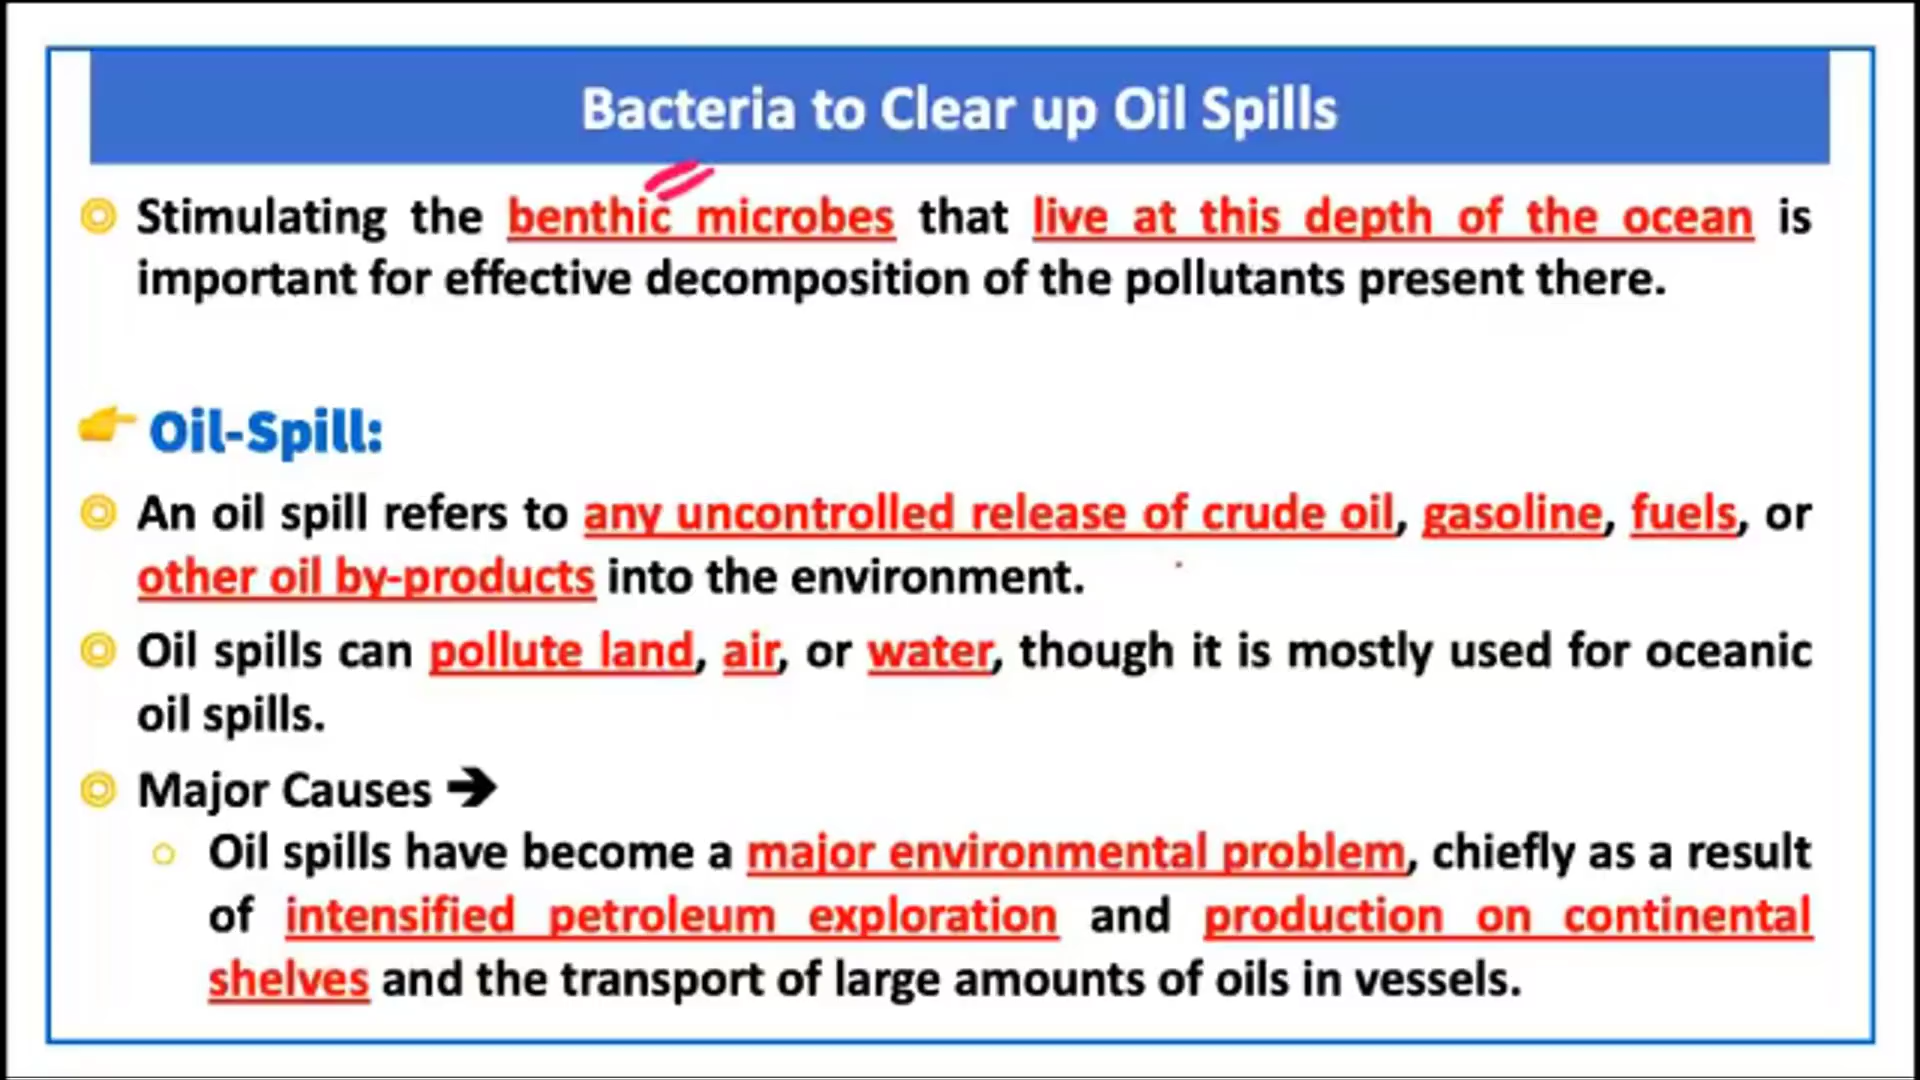 Bacteria to Clear up Oil Spills
Stimulating the benthic microbes that live at this depth of the ocean is
important for effective decomposition of the pollutants present there.
Oil-Spill:
An oil spill refers to any uncontrolled release of crude oil, gasoline, fuels, or
other oil by-products into the environment.
Oil spills can pollute land, air, or water, though it is mostly used for oceanic
oil spills.
Major Causes ➔
Oil spills have become a major environmental problem, chiefly as a result
of intensified petroleum exploration and production on continental
shelves and the transport of large amounts of oils in vessels.